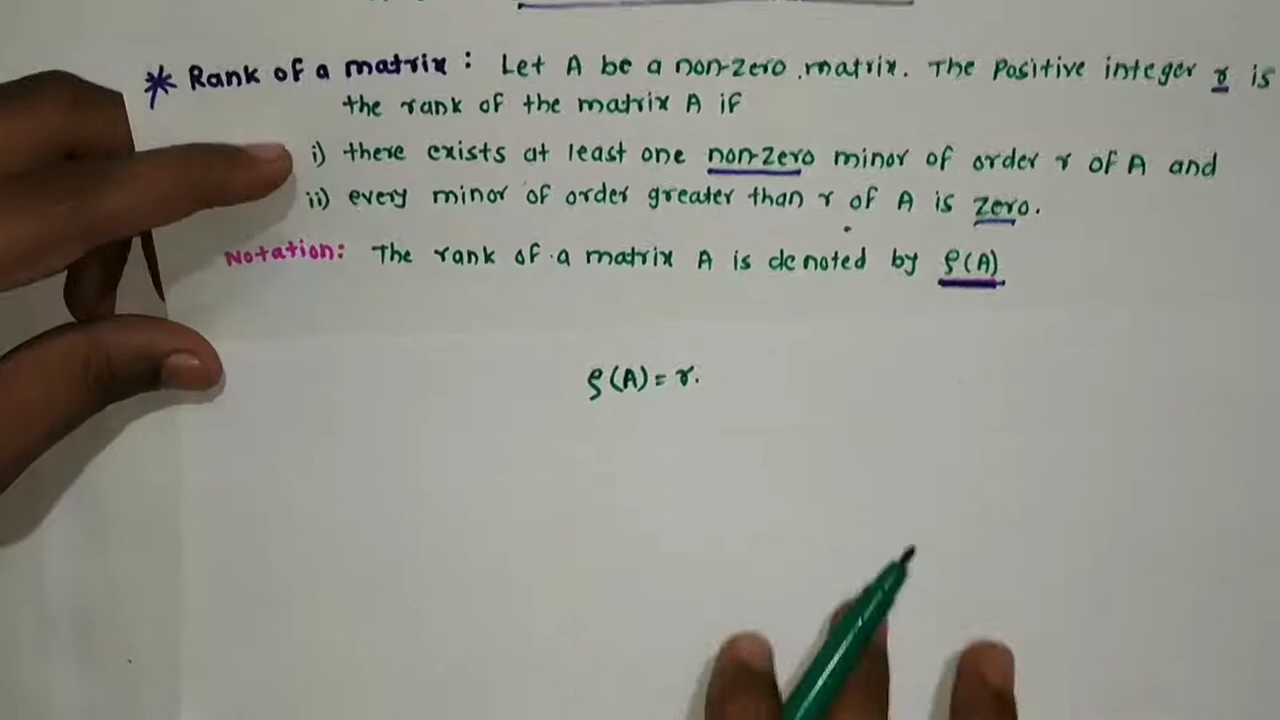 * Rank of a matrix : Let A be a non-zero matrix. The positive integer r is
the rank of the matrix A if
i) there exists at least one non-zero minor of order r of A and
ii) every minor of order greater than r of A is zero.
Notation: The rank of a matrix A is denoted by ρ(A)
ρ(A) = r.